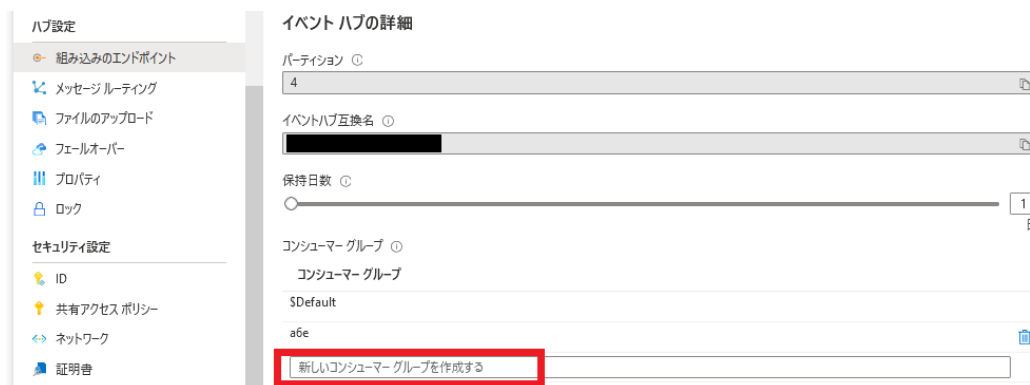 ハブ設定
組み込みのエンドポイント
メッセージ ルーティング
ファイルのアップロード
フェールオーバー
プロパティ
ロック
セキュリティ設定
ID
共有アクセス ポリシー
ネットワーク
証明書
イベント ハブの詳細
パーティション
4
イベントハブ互換名
保持日数
1
コンシューマー グループ
コンシューマー グループ
$Default
a6e
新しいコンシューマー グループを作成する